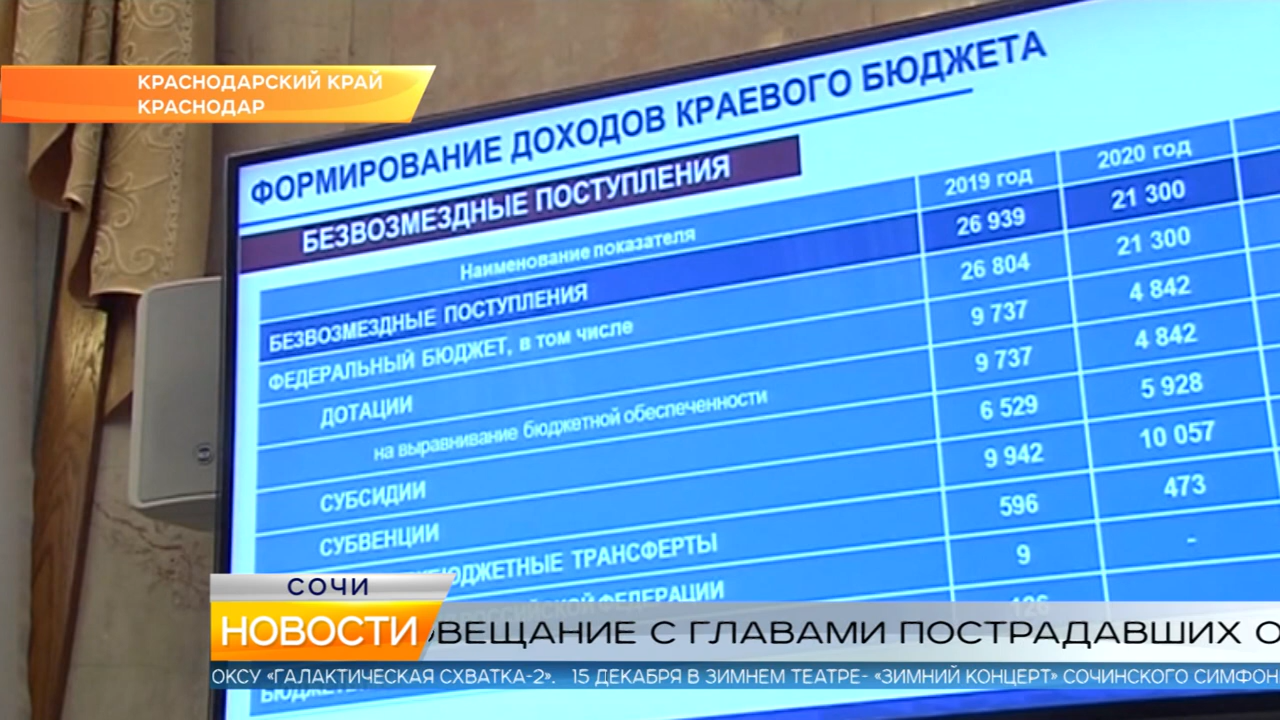 КРАСНОДАРСКИЙ КРАЙ
КРАСНОДАР
ФОРМИРОВАНИЕ ДОХОДОВ КРАЕВОГО БЮДЖЕТА
БЕЗВОЗМЕЗДНЫЕ ПОСТУПЛЕНИЯ
Наименование показателя 2019 год 2020 год
БЕЗВОЗМЕЗДНЫЕ ПОСТУПЛЕНИЯ 26 939 21 300
ФЕДЕРАЛЬНЫЙ БЮДЖЕТ, в том числе 26 804 21 300
ДОТАЦИИ 9 737 4 842
на выравнивание бюджетной обеспеченности 9 737 4 842
СУБСИДИИ 6 529 5 928
СУБВЕНЦИИ 9 942 10 057
БЮДЖЕТНЫЕ ТРАНСФЕРТЫ 596 473
РОССИЙСКОЙ ФЕДЕРАЦИИ 9 -
126
СОЧИ
НОВОСТИ
ОВЕЩАНИЕ С ГЛАВАМИ ПОСТРАДАВШИХ О
ОКСУ «ГАЛАКТИЧЕСКАЯ СХВАТКА-2». 15 ДЕКАБРЯ В ЗИМНЕМ ТЕАТРЕ- «ЗИМНИЙ КОНЦЕРТ» СОЧИНСКОГО СИМФОН